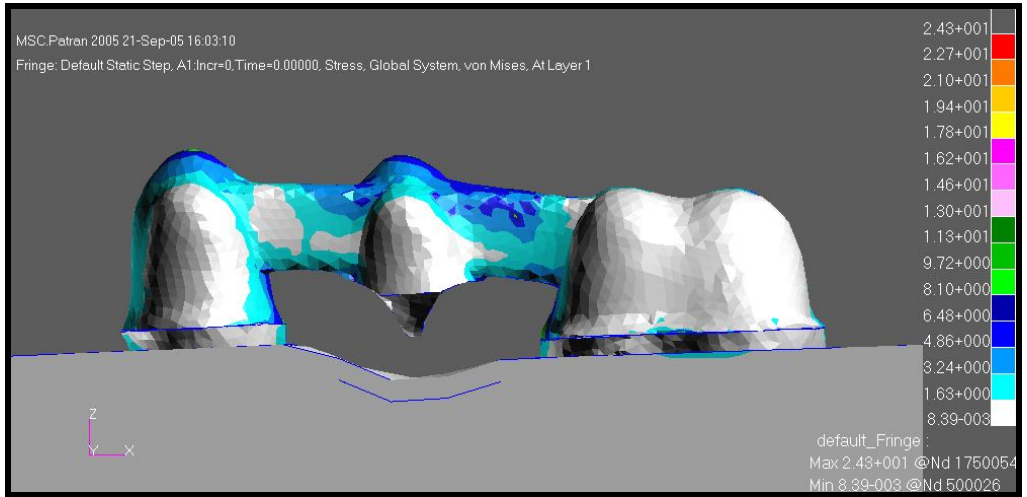 MSC.Patran 2005 21-Sep-05 16:03:10
Fringe: Default Static Step, A1:Incr=0,Time=0.00000, Stress, Global System, von Mises, At Layer 1
2.43+001
2.27+001
2.10+001
1.94+001
1.78+001
1.62+001
1.46+001
1.30+001
1.13+001
9.72+000
8.10+000
6.48+000
4.86+000
3.24+000
1.63+000
8.39-003
default_Fringe :
Max 2.43+001 @Nd 1750054
Min 8.39-003 @Nd 500026
Z
Y X